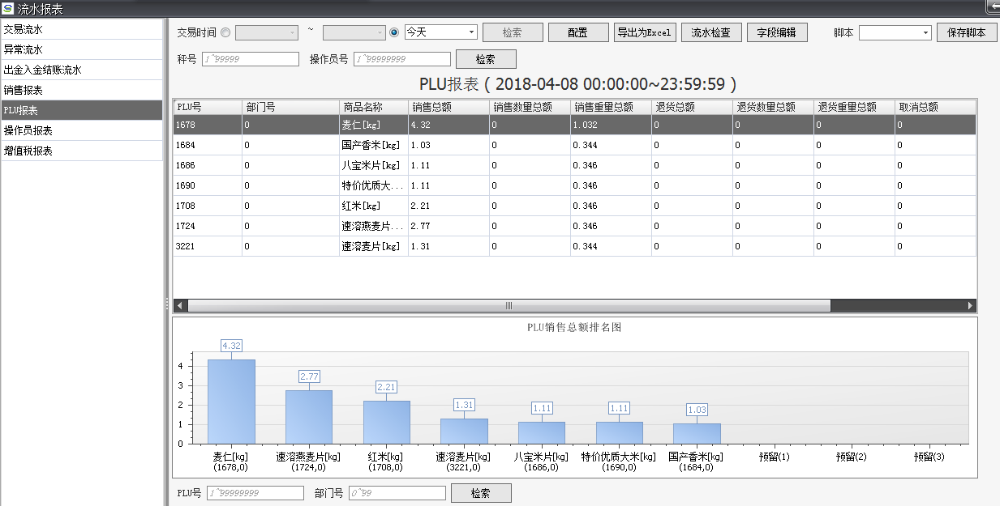 流水报表
交易流水
异常流水
出金入金结账流水
销售报表
PLU报表
操作员报表
增值税报表
交易时间 ~ 今天 检索 配置 导出为Excel 流水检查 字段编辑 脚本 保存脚本
秤号 1~99999 操作员号 1~99999999 检索
PLU报表 ( 2018-04-08 00:00:00~23:59:59 )
PLU号 部门号 商品名称 销售总额 销售数量总额 销售重量总额 退货总额 退货数量总额 退货重量总额 取消总额
1678 0 麦仁[kg] 4.32 0 1.032 0 0 0 0
1684 0 国产香米[kg] 1.03 0 0.344 0 0 0 0
1686 0 八宝米片[kg] 1.11 0 0.346 0 0 0 0
1690 0 特价优质大... 1.11 0 0.346 0 0 0 0
1708 0 红米[kg] 2.21 0 0.346 0 0 0 0
1724 0 速溶燕麦片... 2.77 0 0.346 0 0 0 0
3221 0 速溶麦片[kg] 1.31 0 0.344 0 0 0 0
PLU销售总额排名图
4.32 2.77 2.21 1.31 1.11 1.11 1.03
4
3
2
1
0
麦仁[kg] 速溶燕麦片[kg] 红米[kg] 速溶麦片[kg] 八宝米片[kg] 特价优质大米[kg] 国产香米[kg] 预留(1) 预留(2) 预留(3)
(1678,0) (1724,0) (1708,0) (3221,0) (1686,0) (1690,0) (1684,0)
PLU号 1~99999999 部门号 0~99 检索